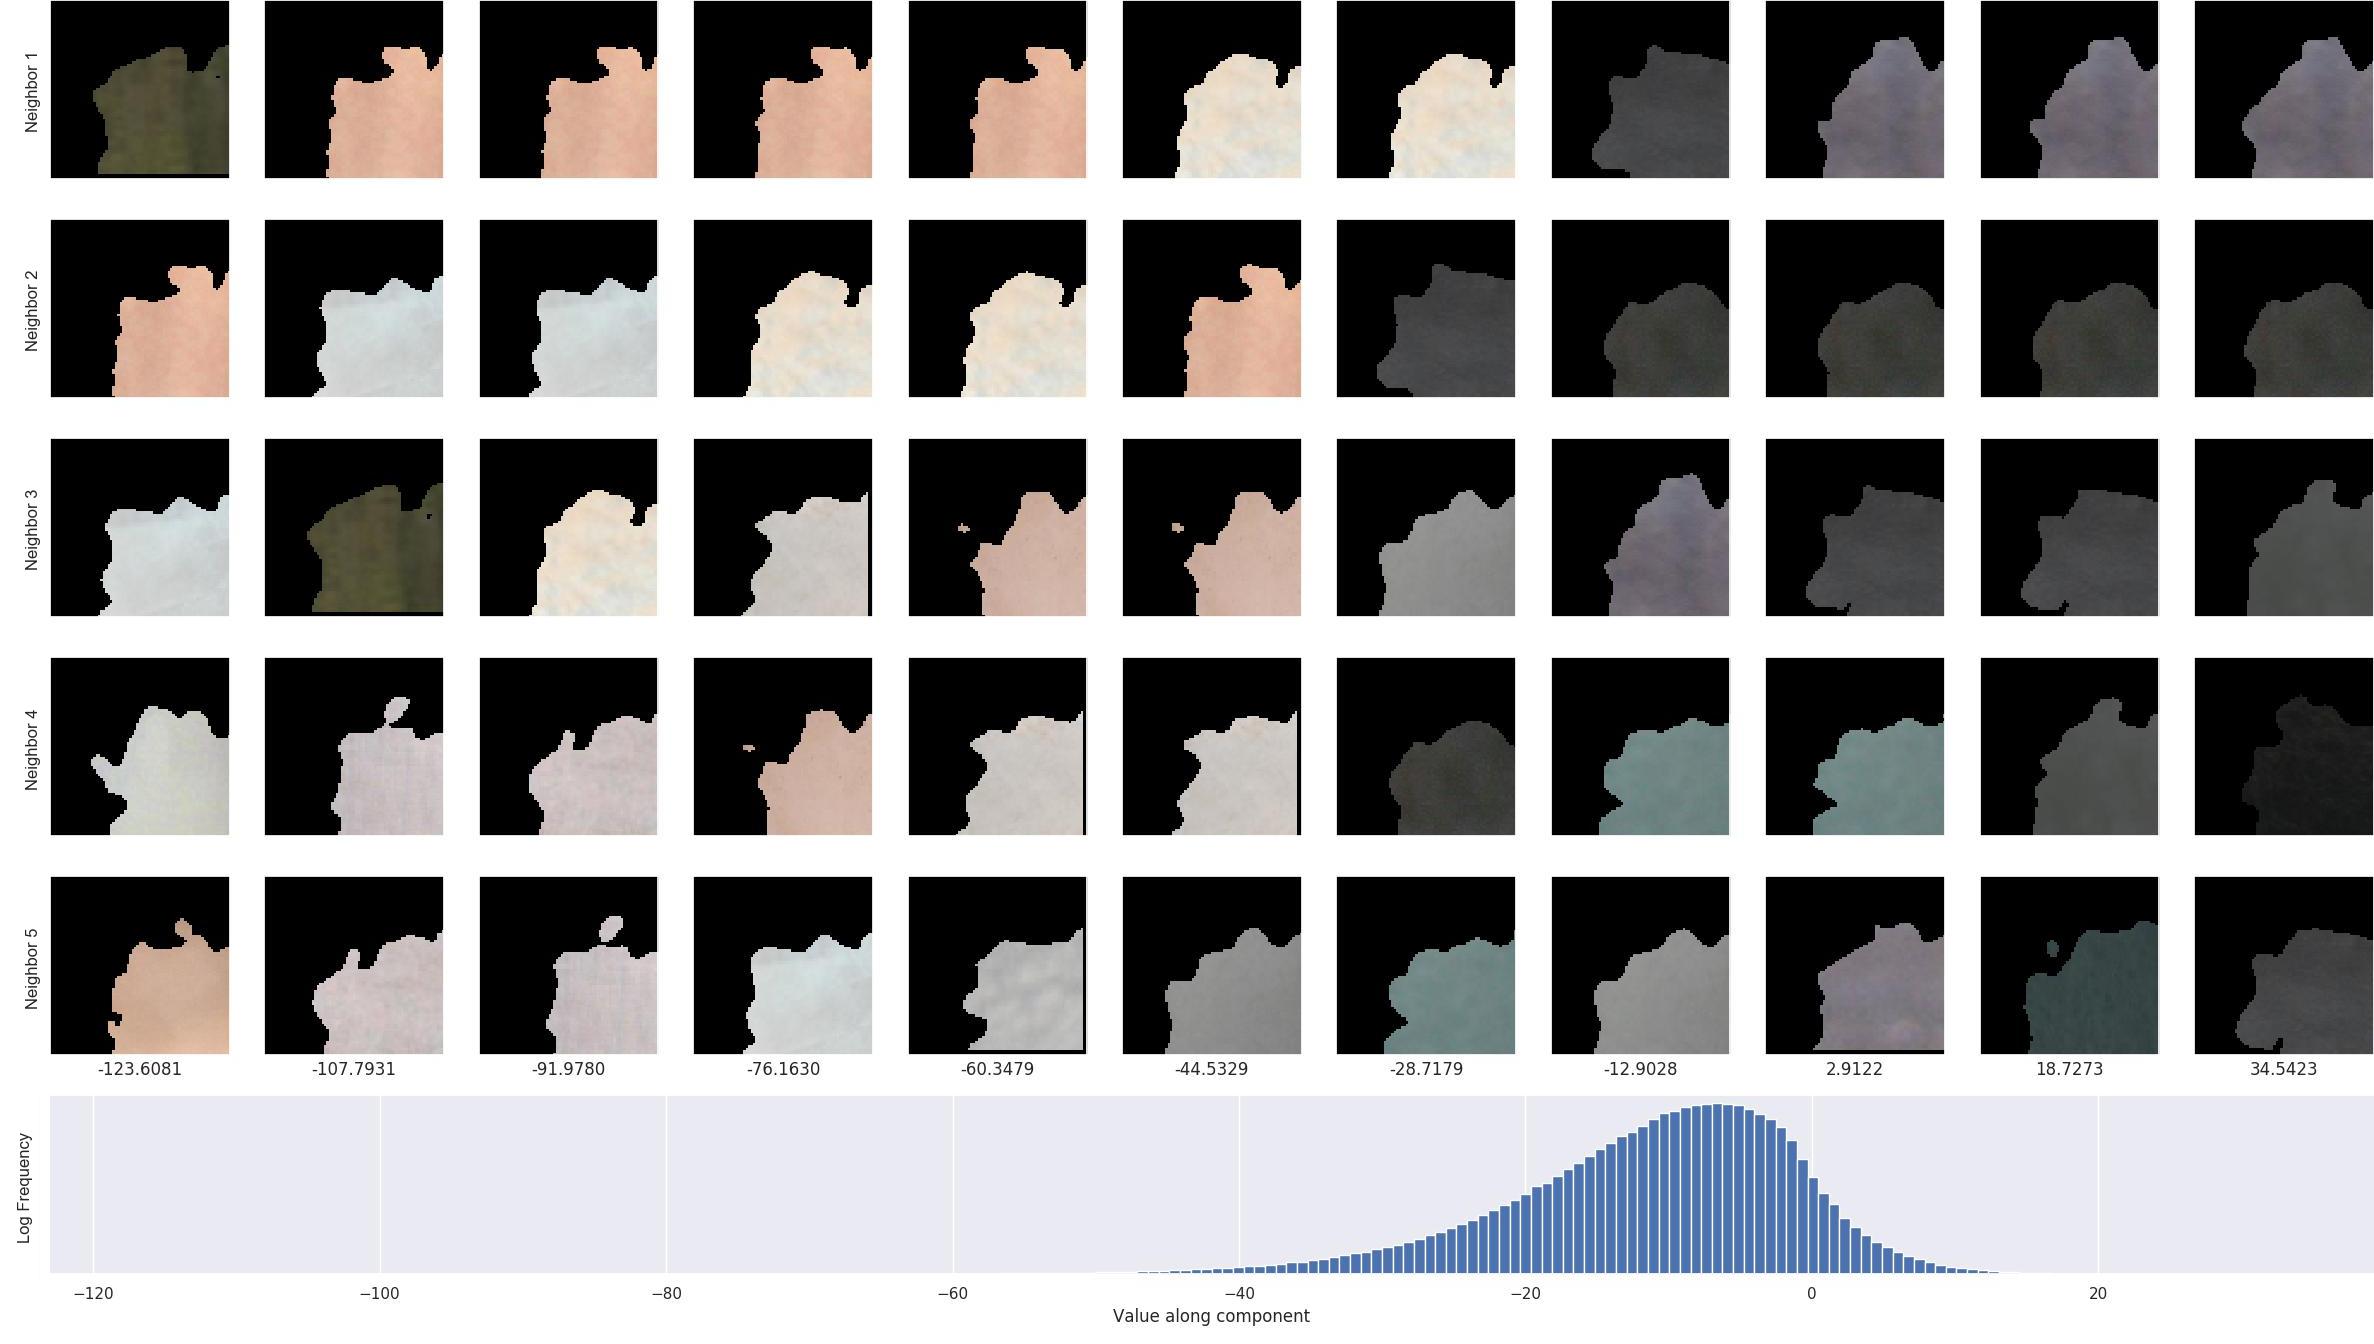 Neighbor 1
Neighbor 2
Neighbor 3
Neighbor 4
Neighbor 5
-123.6081 -107.7931 -91.9780 -76.1630 -60.3479 -44.5329 -28.7179 -12.9028 2.9122 18.7273 34.5423
Log Frequency
−120 −100 −80 −60 −40 −20 0 20
Value along component